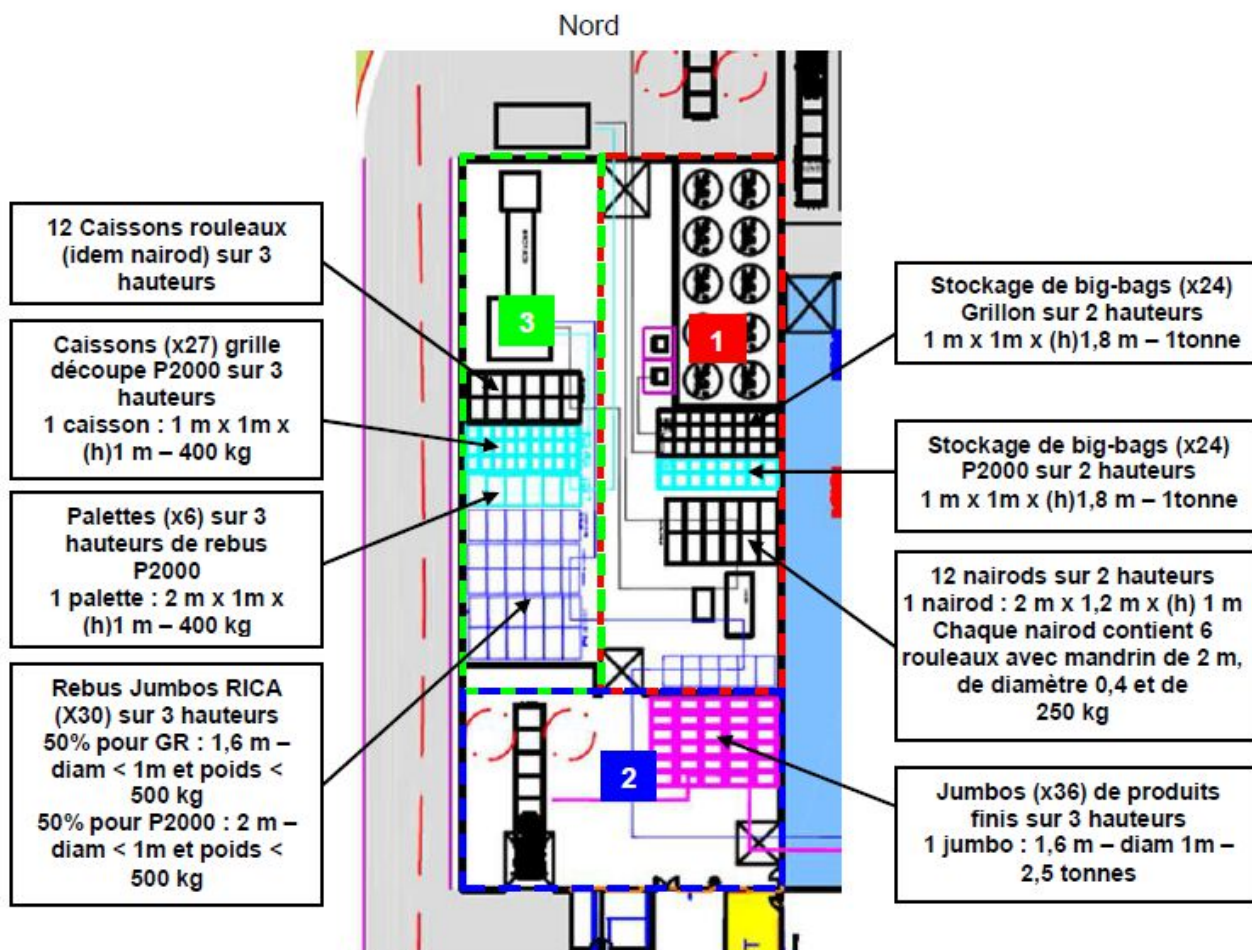 Nord
12 Caissons rouleaux
(idem nairod) sur 3
hauteurs
Caissons (x27) grille
découpe P2000 sur 3
hauteurs
1 caisson : 1 m x 1m x
(h)1 m – 400 kg
Palettes (x6) sur 3
hauteurs de rebus
P2000
1 palette : 2 m x 1m x
(h)1 m – 400 kg
Rebus Jumbos RICA
(X30) sur 3 hauteurs
50% pour GR : 1,6 m –
diam < 1m et poids <
500 kg
50% pour P2000 : 2 m –
diam < 1m et poids <
500 kg
3
1
2
Stockage de big-bags (x24)
Grillon sur 2 hauteurs
1 m x 1m x (h)1,8 m – 1tonne
Stockage de big-bags (x24)
P2000 sur 2 hauteurs
1 m x 1m x (h)1,8 m – 1tonne
12 nairods sur 2 hauteurs
1 nairod : 2 m x 1,2 m x (h) 1 m
Chaque nairod contient 6
rouleaux avec mandrin de 2 m,
de diamètre 0,4 et de
250 kg
Jumbos (x36) de produits
finis sur 3 hauteurs
1 jumbo : 1,6 m – diam 1m –
2,5 tonnes